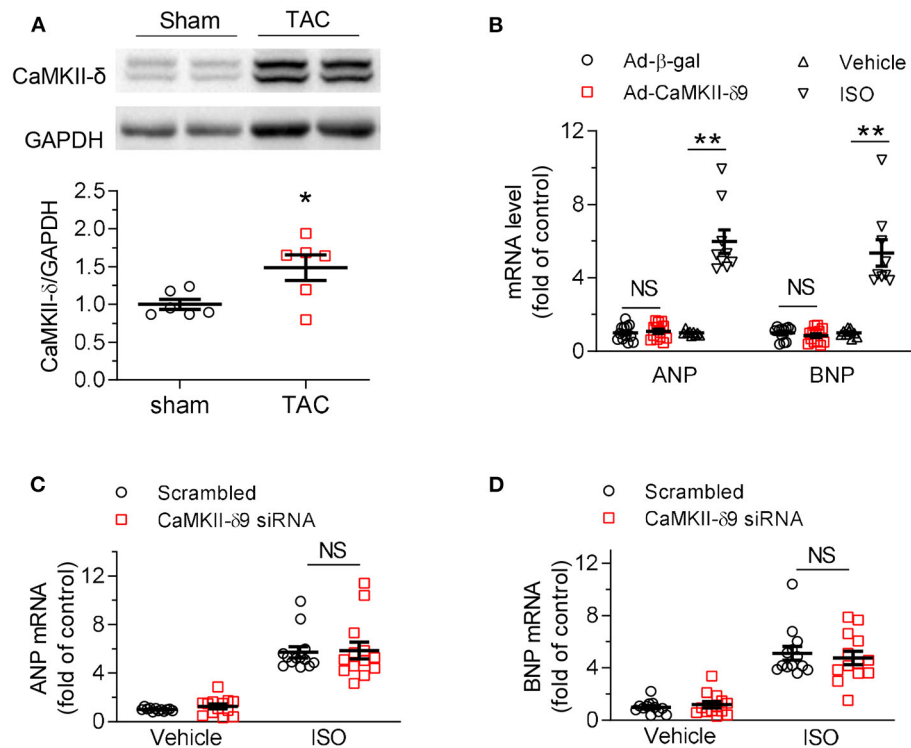 A
Sham TAC
CaMKII-δ
GAPDH
CaMKII-δ/GAPDH
2.5
2.0
1.5
1.0
0.5
0.0
*
sham TAC
B
Ad-β-gal Vehicle
Ad-CaMKII-δ9 ISO
mRNA level
(fold of control)
12
8
4
0
NS ** NS **
ANP BNP
C
Scrambled
CaMKII-δ9 siRNA
ANP mRNA
(fold of control)
12
8
4
0
NS
Vehicle ISO
D
Scrambled
CaMKII-δ9 siRNA
BNP mRNA
(fold of control)
12
8
4
0
NS
Vehicle ISO